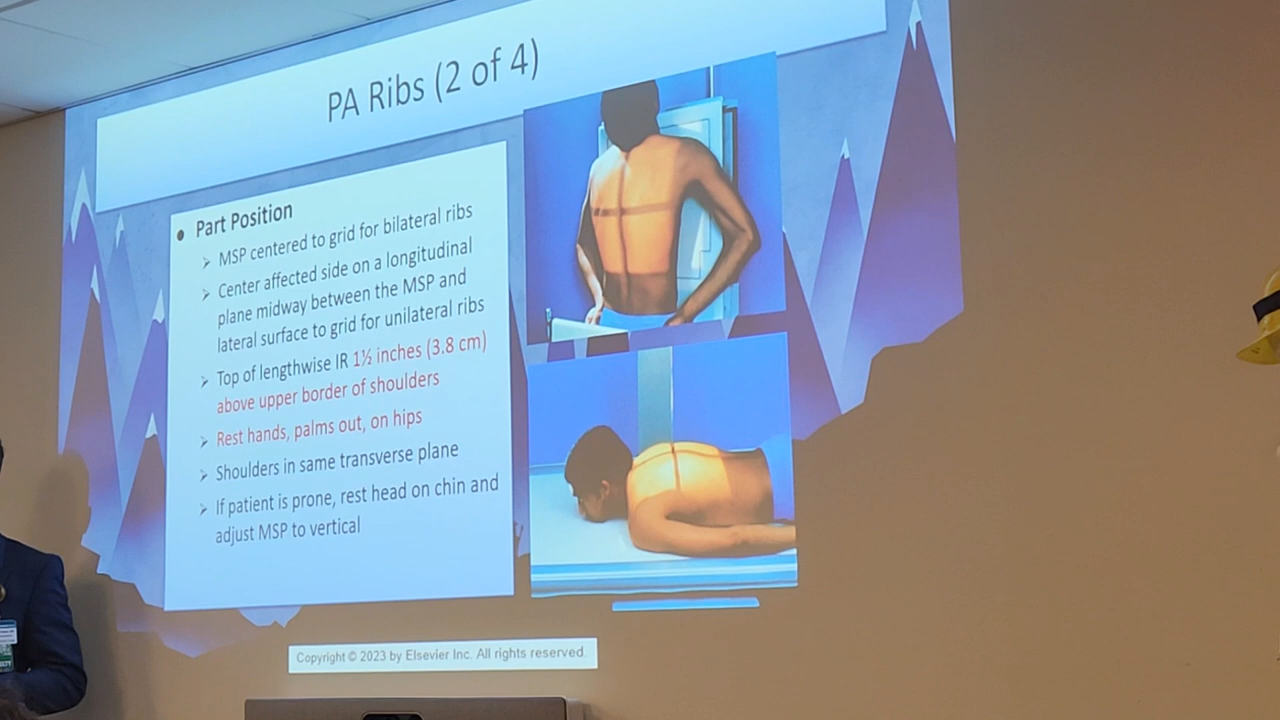 PA Ribs (2 of 4)
• Part Position
➢ MSP centered to grid for bilateral ribs
➢ Center affected side on a longitudinal
plane midway between the MSP and
lateral surface to grid for unilateral ribs
➢ Top of lengthwise IR 1½ inches (3.8 cm)
above upper border of shoulders
➢ Rest hands, palms out, on hips
➢ Shoulders in same transverse plane
➢ If patient is prone, rest head on chin and
adjust MSP to vertical
Copyright © 2023 by Elsevier Inc. All rights reserved.